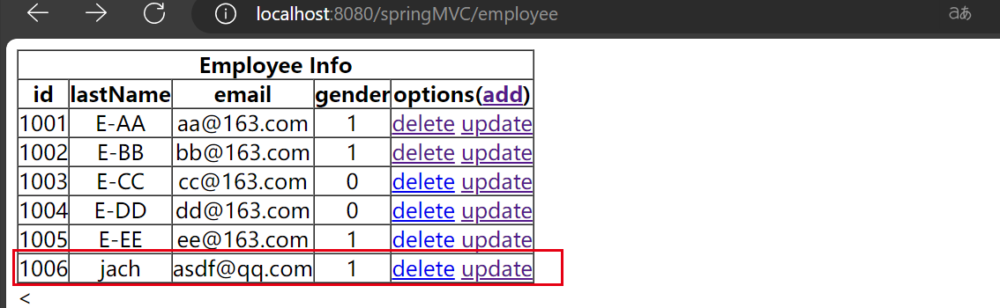 localhost:8080/springMVC/employee
aあ
Employee Info
id lastName email gender options(add)
1001 E-AA aa@163.com 1 delete update
1002 E-BB bb@163.com 1 delete update
1003 E-CC cc@163.com 0 delete update
1004 E-DD dd@163.com 0 delete update
1005 E-EE ee@163.com 1 delete update
1006 jach asdf@qq.com 1 delete update
<